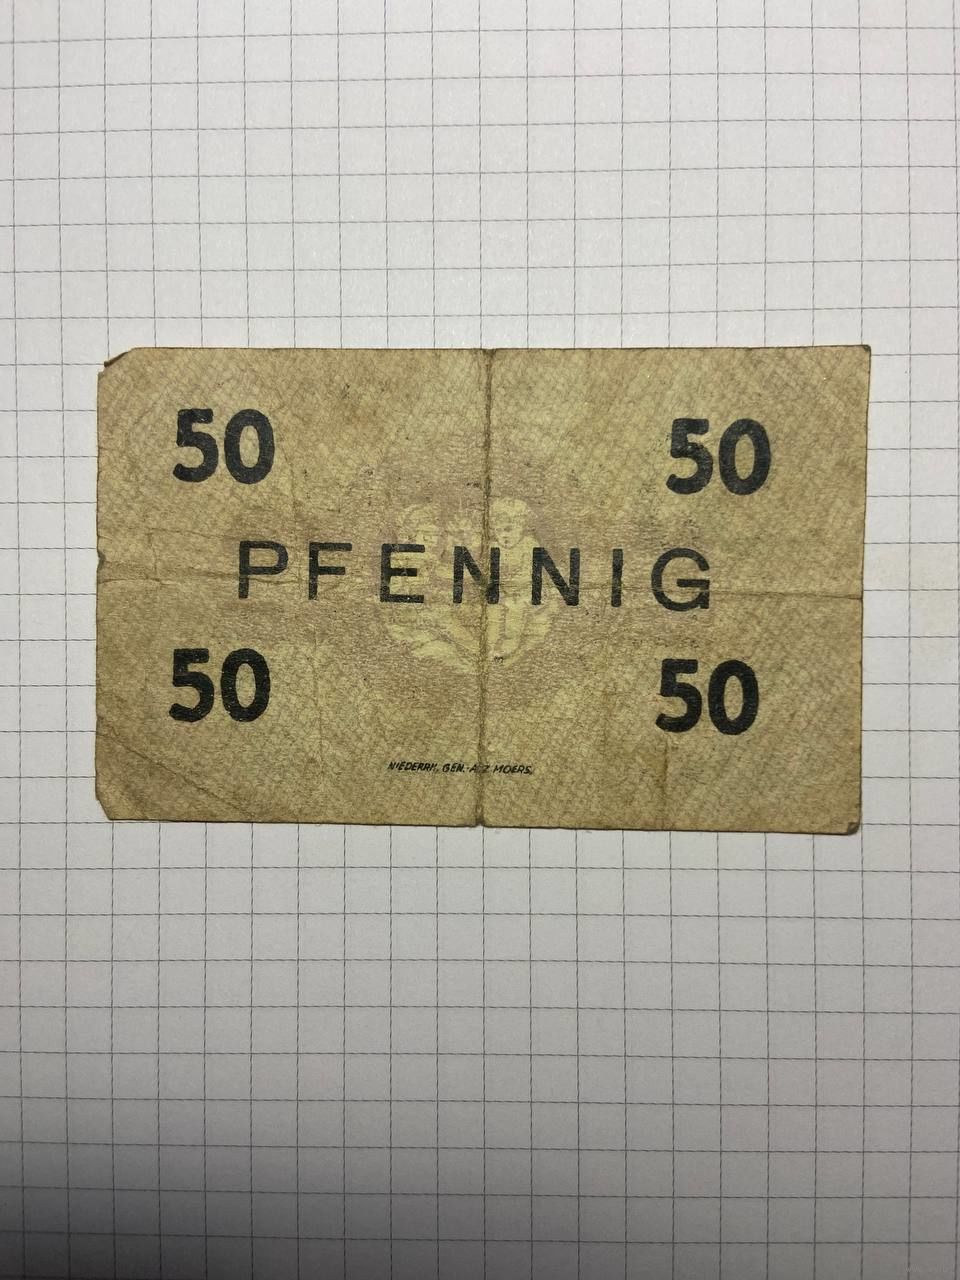 50 50
PFENNIG
50 50
NIEDERRH. GEN.-A Z MOERS.